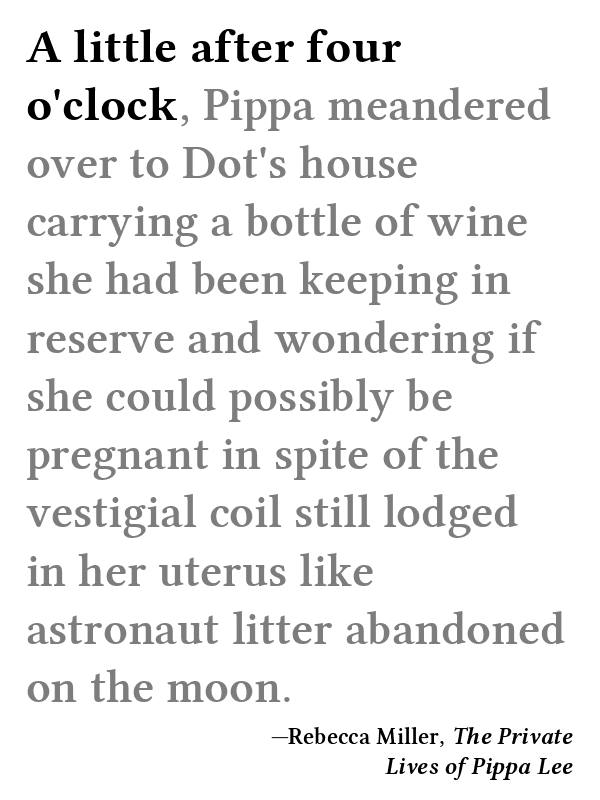 A little after four
o'clock, Pippa meandered
over to Dot's house
carrying a bottle of wine
she had been keeping in
reserve and wondering if
she could possibly be
pregnant in spite of the
vestigial coil still lodged
in her uterus like
astronaut litter abandoned
on the moon.
—Rebecca Miller, The Private
Lives of Pippa Lee